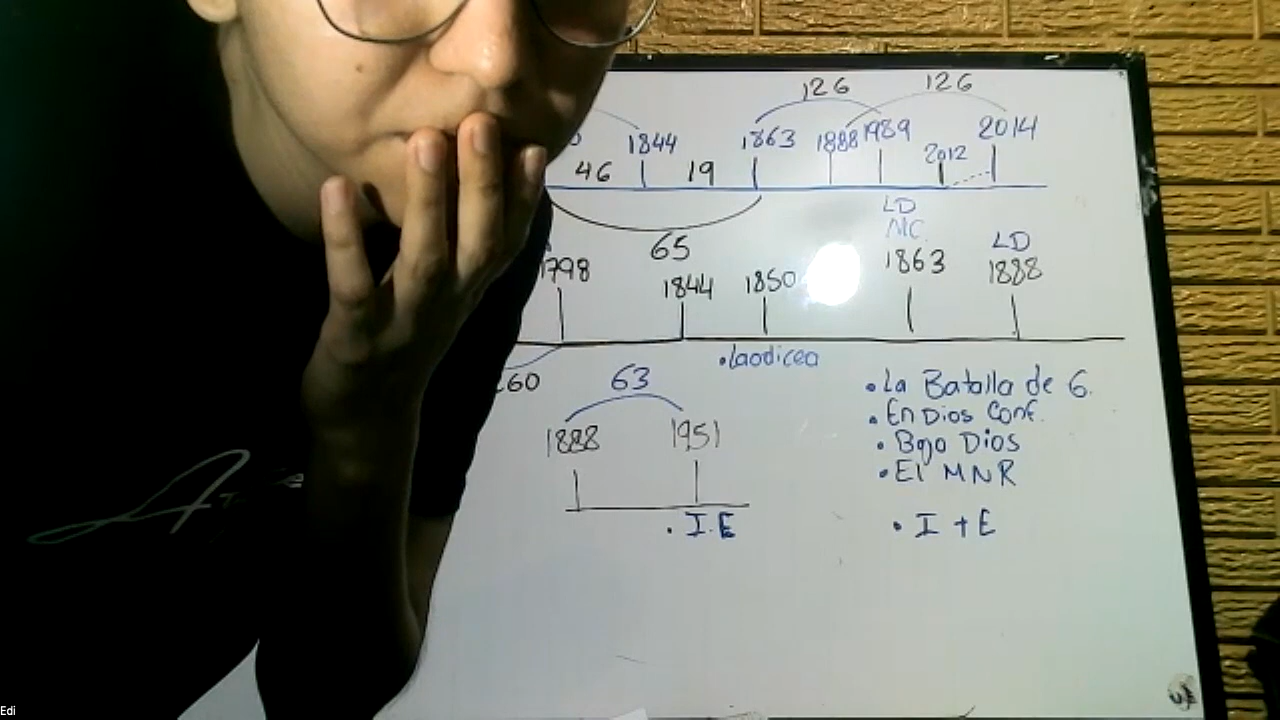 126 126
1844 1863 1888 1989 2012 2014
46 19
65
LD
MC
1798 1844 1850 1863
LD
1888
• Laodicea
260 63
1888 1951
• I.E
• La Batalla de G.
• En Dios Conf.
• Bajo Dios
• El MNR
• I + E
Edi